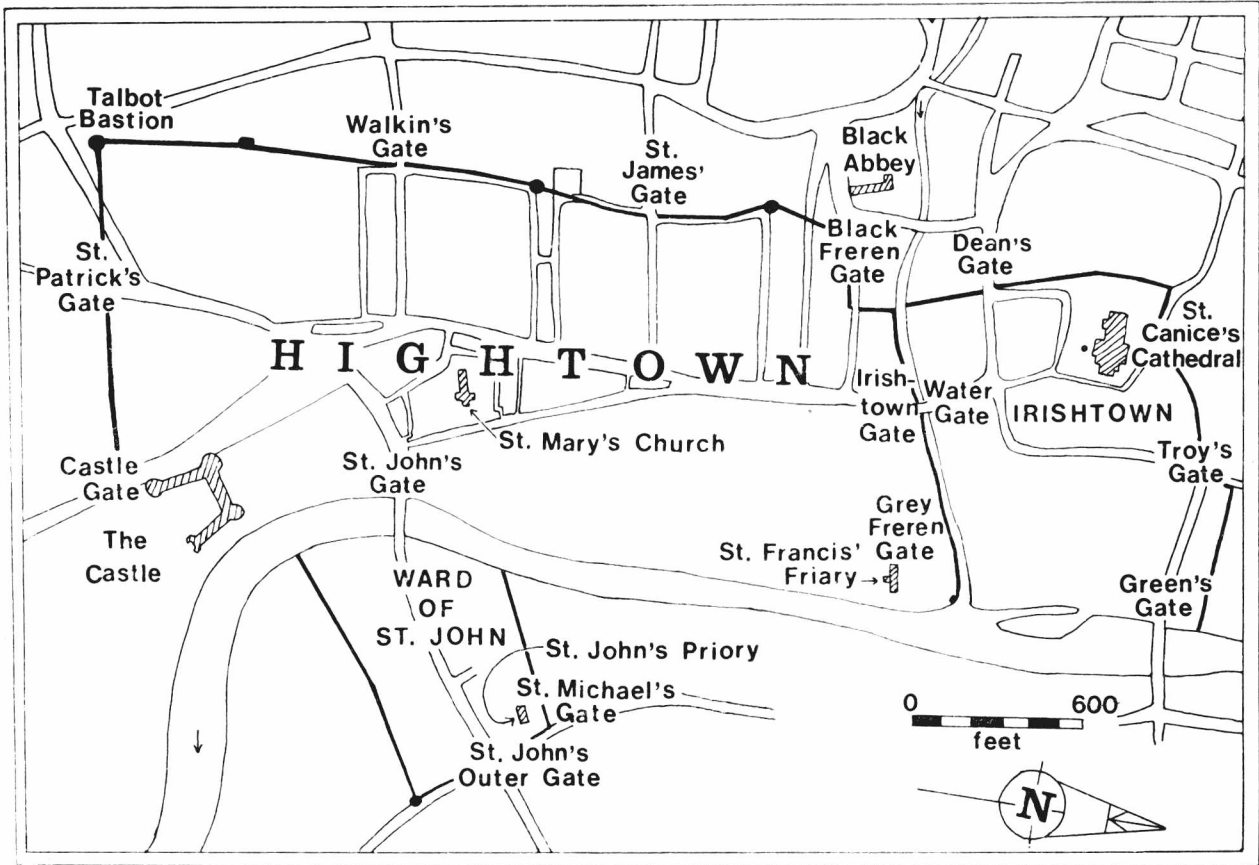 Talbot
Bastion
Walkin's
Gate
St.
James'
Gate
Black
Abbey
Black
Freren
Gate
Dean's
Gate
St.
Patrick's
Gate
St.
Canice's
Cathedral
HIGHTOWN
Irish-
town
Gate
Water
Gate
IRISHTOWN
St. Mary's Church
Troy's
Gate
Castle
Gate
St. John's
Gate
The
Castle
Grey
Freren
Gate
St. Francis'
Friary
Green's
Gate
WARD
OF
ST. JOHN
St. John's Priory
St. Michael's
Gate
St. John's
Outer Gate
0 600
feet
N